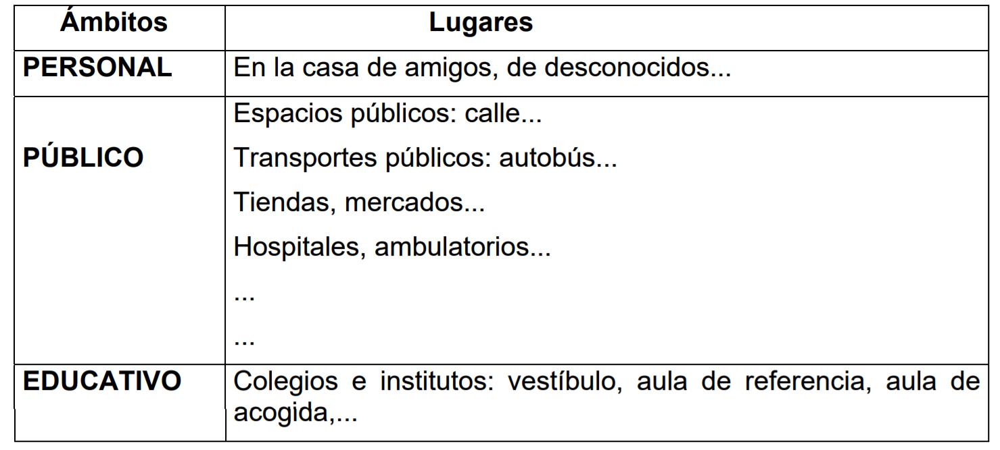 Ámbitos Lugares
PERSONAL En la casa de amigos, de desconocidos...
Espacios públicos: calle...
PÚBLICO Transportes públicos: autobús...
Tiendas, mercados...
Hospitales, ambulatorios...
...
...
EDUCATIVO Colegios e institutos: vestíbulo, aula de referencia, aula de
acogida,...